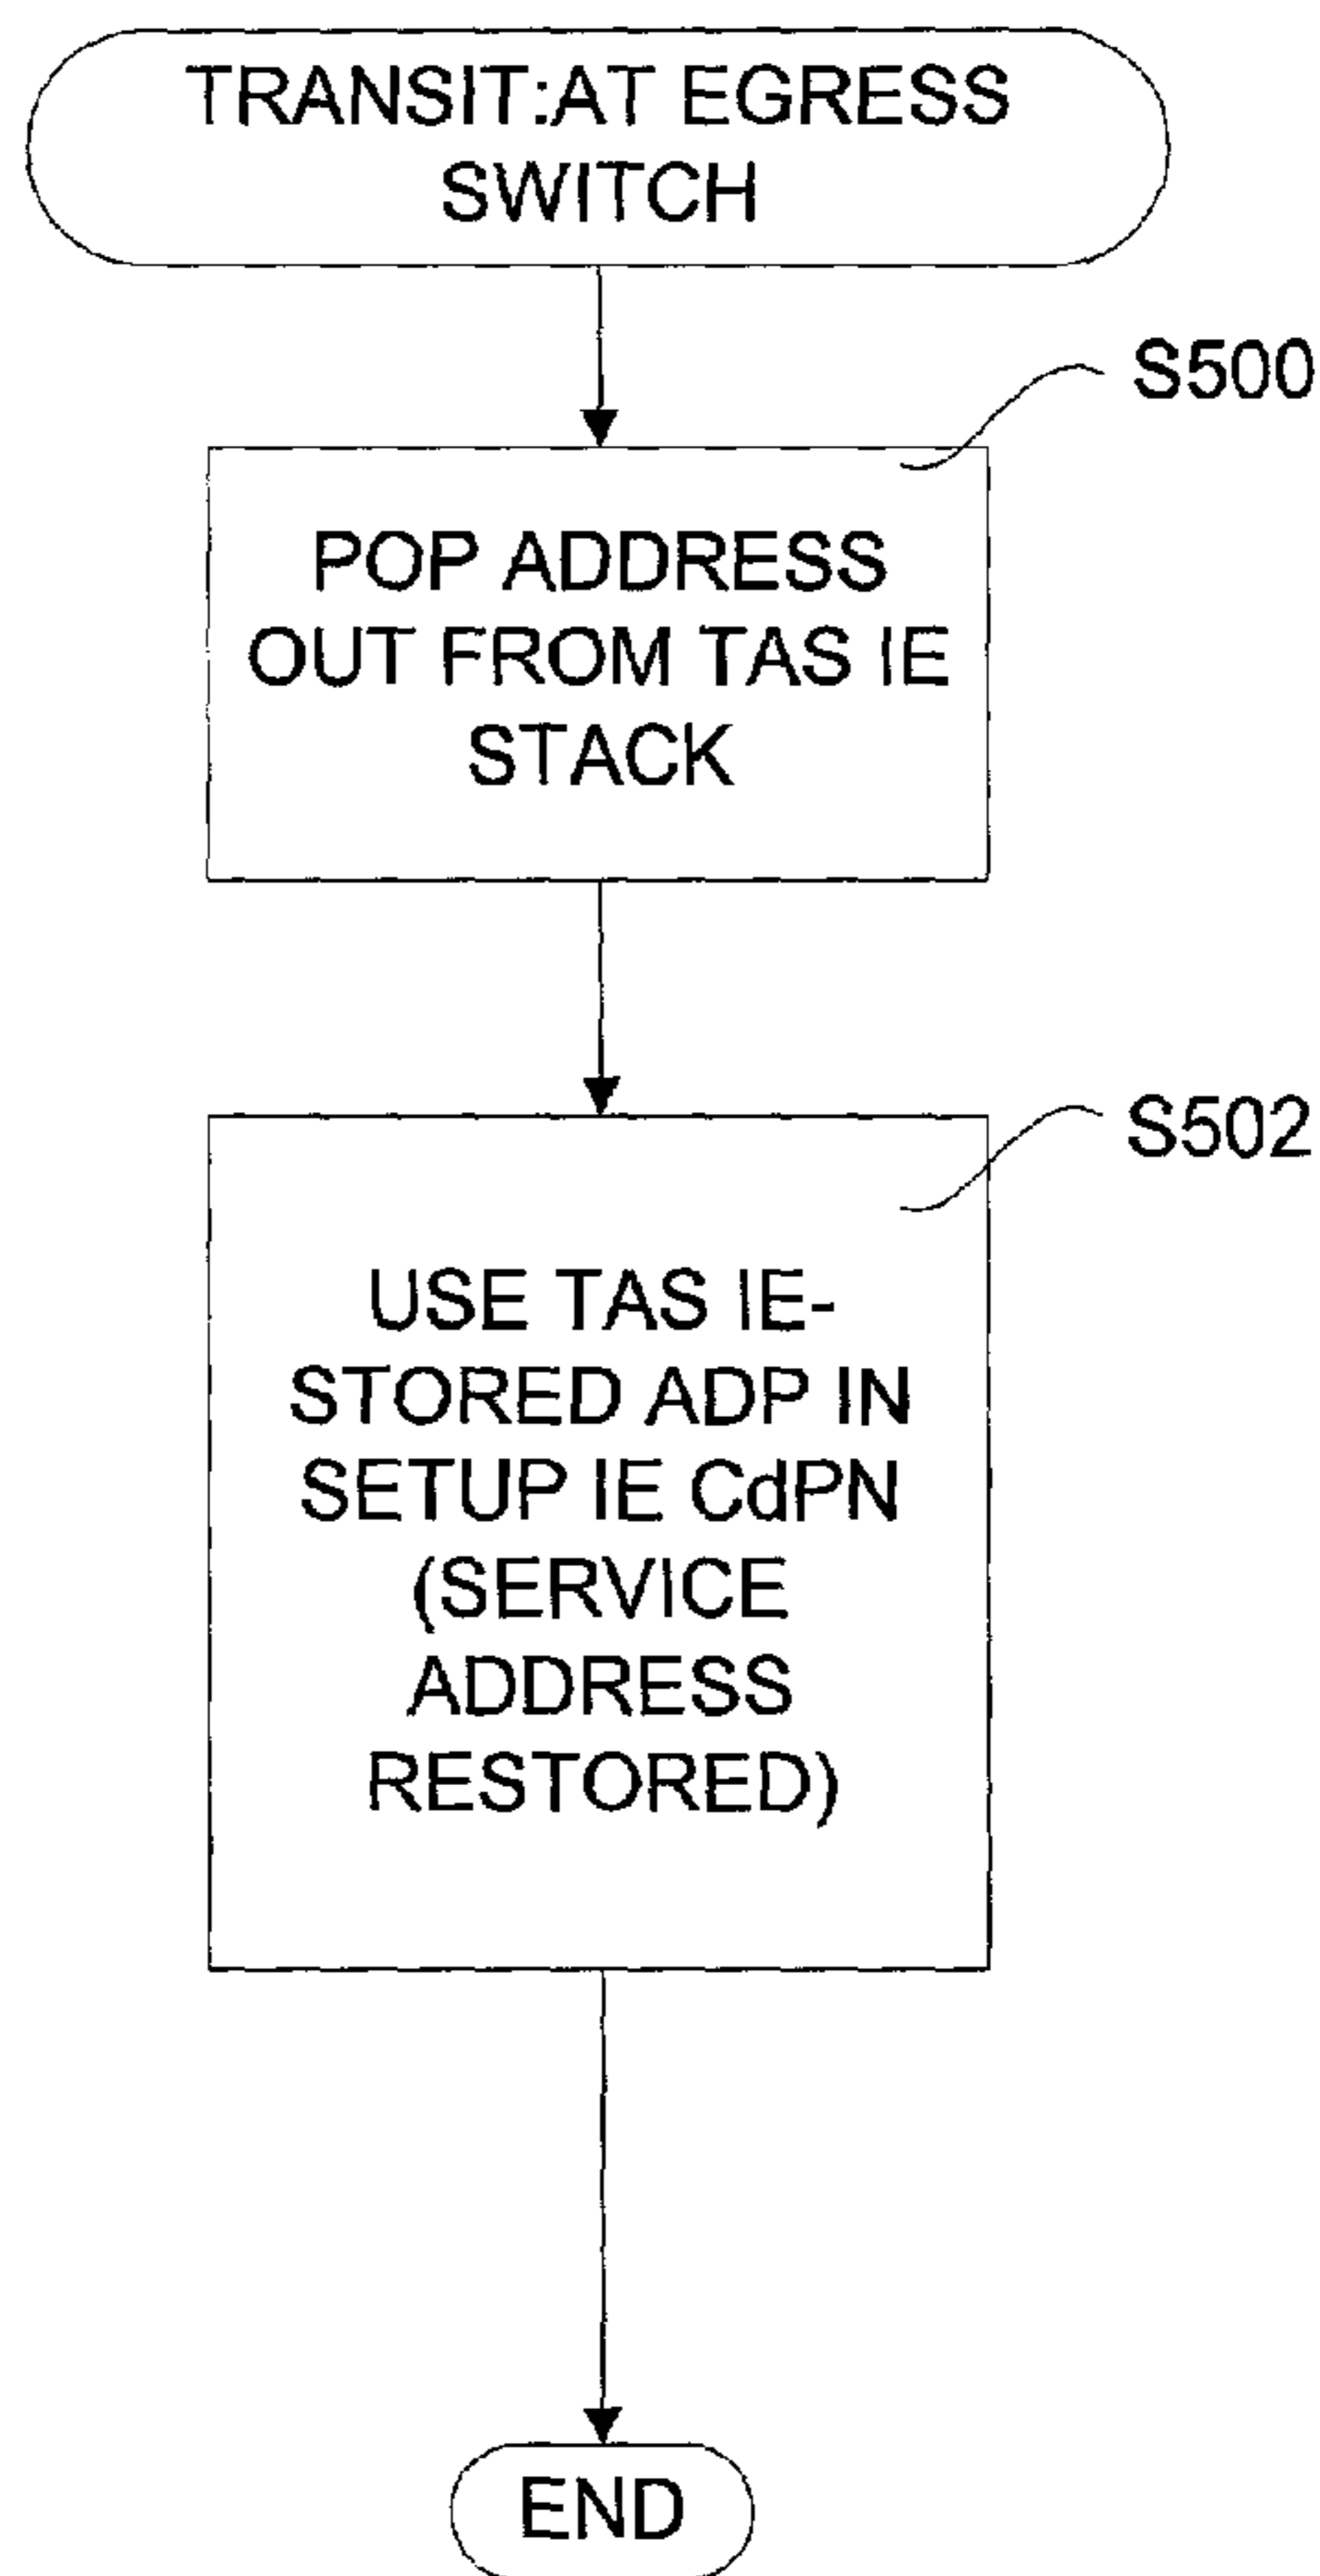 TRANSIT:AT EGRESS
SWITCH
S500
POP ADDRESS
OUT FROM TAS IE
STACK
S502
USE TAS IE-
STORED ADP IN
SETUP IE CdPN
(SERVICE
ADDRESS
RESTORED)
END